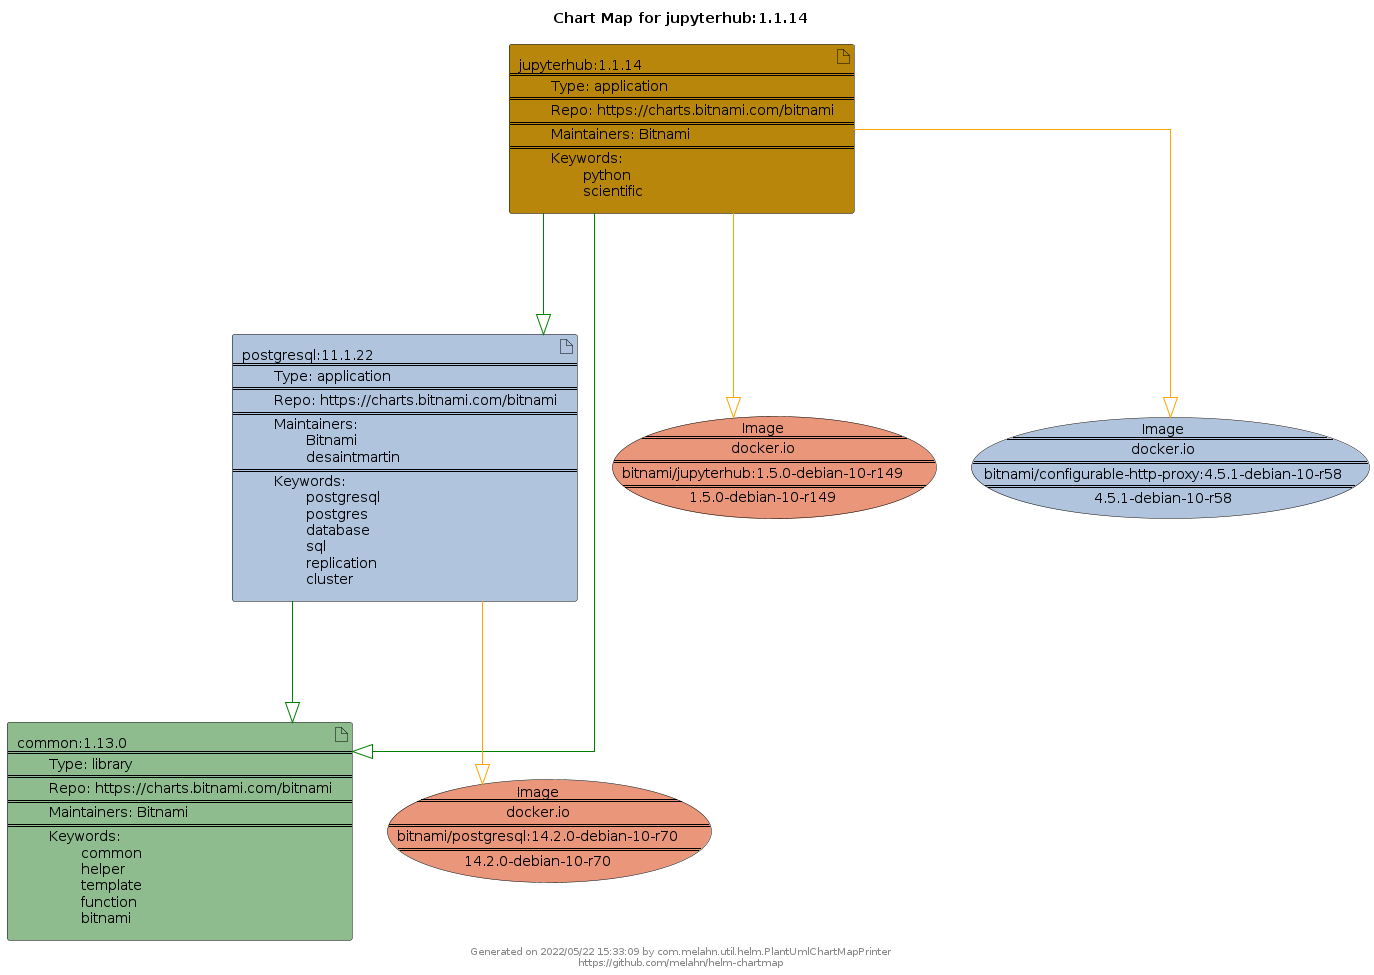 Chart Map for jupyterhub:1.1.14
jupyterhub:1.1.14
Type: application
Repo: https://charts.bitnami.com/bitnami
Maintainers: Bitnami
Keywords:
python
scientific
postgresql:11.1.22
Type: application
Repo: https://charts.bitnami.com/bitnami
Maintainers:
Bitnami
desaintmartin
Keywords:
postgresql
postgres
database
sql
replication
cluster
Image
docker.io
bitnami/jupyterhub:1.5.0-debian-10-r149
1.5.0-debian-10-r149
Image
docker.io
bitnami/configurable-http-proxy:4.5.1-debian-10-r58
4.5.1-debian-10-r58
common:1.13.0
Type: library
Repo: https://charts.bitnami.com/bitnami
Maintainers: Bitnami
Keywords:
common
helper
template
function
bitnami
Image
docker.io
bitnami/postgresql:14.2.0-debian-10-r70
14.2.0-debian-10-r70
Generated on 2022/05/22 15:33:09 by com.melahn.util.helm.PlantUmlChartMapPrinter
https://github.com/melahn/helm-chartmap